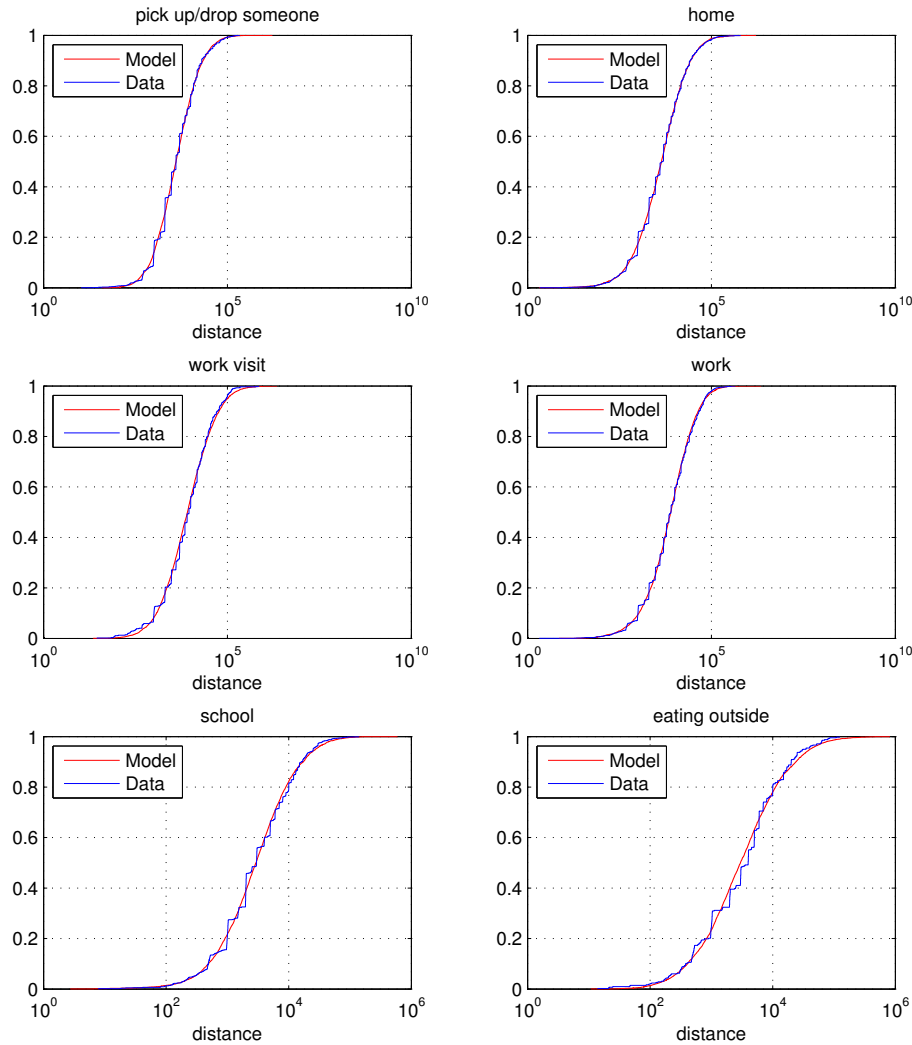 pick up/drop someone
1
0.8
0.6
0.4
0.2
0
Model
Data
10^0
10^5
10^10
distance
home
1
0.8
0.6
0.4
0.2
0
Model
Data
10^0
10^5
10^10
distance
work visit
1
0.8
0.6
0.4
0.2
0
Model
Data
10^0
10^5
10^10
distance
work
1
0.8
0.6
0.4
0.2
0
Model
Data
10^0
10^5
10^10
distance
school
1
0.8
0.6
0.4
0.2
0
Model
Data
10^0
10^2
10^4
10^6
distance
eating outside
1
0.8
0.6
0.4
0.2
0
Model
Data
10^0
10^2
10^4
10^6
distance